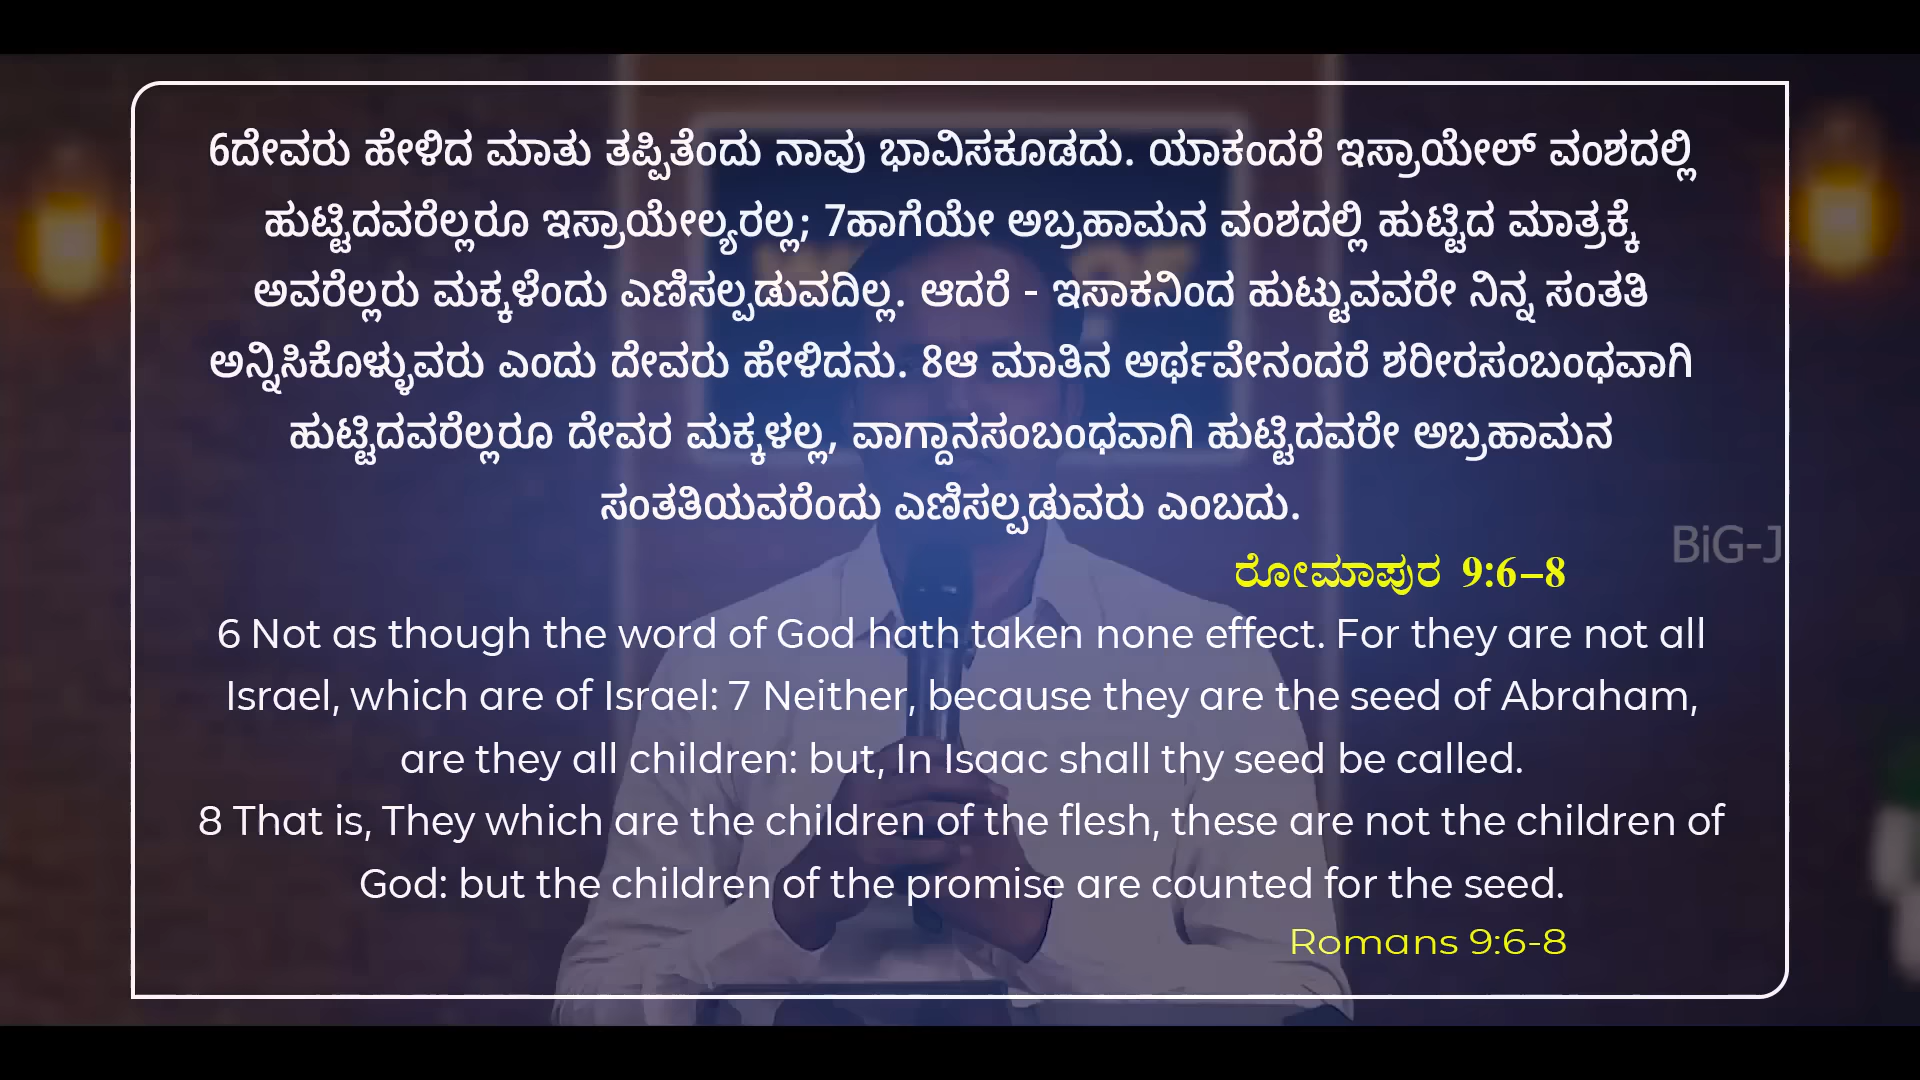 6ದೇವರು ಹೇಳಿದ ಮಾತು ತಪ್ಪಿತೆಂದು ನಾವು ಭಾವಿಸಕೂಡದು. ಯಾಕಂದರೆ ಇಸ್ರಾಯೇಲ್ ವಂಶದಲ್ಲಿ
ಹುಟ್ಟಿದವರೆಲ್ಲರೂ ಇಸ್ರಾಯೇಲ್ಯರಲ್ಲ; 7ಹಾಗೆಯೇ ಅಬ್ರಹಾಮನ ವಂಶದಲ್ಲಿ ಹುಟ್ಟಿದ ಮಾತ್ರಕ್ಕೆ
ಅವರೆಲ್ಲರು ಮಕ್ಕಳೆಂದು ಎಣಿಸಲ್ಪಡುವದಿಲ್ಲ. ಆದರೆ - ಇಸಾಕನಿಂದ ಹುಟ್ಟುವವರೇ ನಿನ್ನ ಸಂತತಿ
ಅನ್ನಿಸಿಕೊಳ್ಳುವರು ಎಂದು ದೇವರು ಹೇಳಿದನು. 8ಆ ಮಾತಿನ ಅರ್ಥವೇನಂದರೆ ಶರೀರಸಂಬಂಧವಾಗಿ
ಹುಟ್ಟಿದವರೆಲ್ಲರೂ ದೇವರ ಮಕ್ಕಳಲ್ಲ, ವಾಗ್ದಾನಸಂಬಂಧವಾಗಿ ಹುಟ್ಟಿದವರೇ ಅಬ್ರಹಾಮನ
ಸಂತತಿಯವರೆಂದು ಎಣಿಸಲ್ಪಡುವರು ಎಂಬದು.
BiG-J
ರೋಮಾಪುರ 9:6-8
6 Not as though the word of God hath taken none effect. For they are not all
Israel, which are of Israel: 7 Neither, because they are the seed of Abraham,
are they all children: but, In Isaac shall thy seed be called.
8 That is, They which are the children of the flesh, these are not the children of
God: but the children of the promise are counted for the seed.
Romans 9:6-8